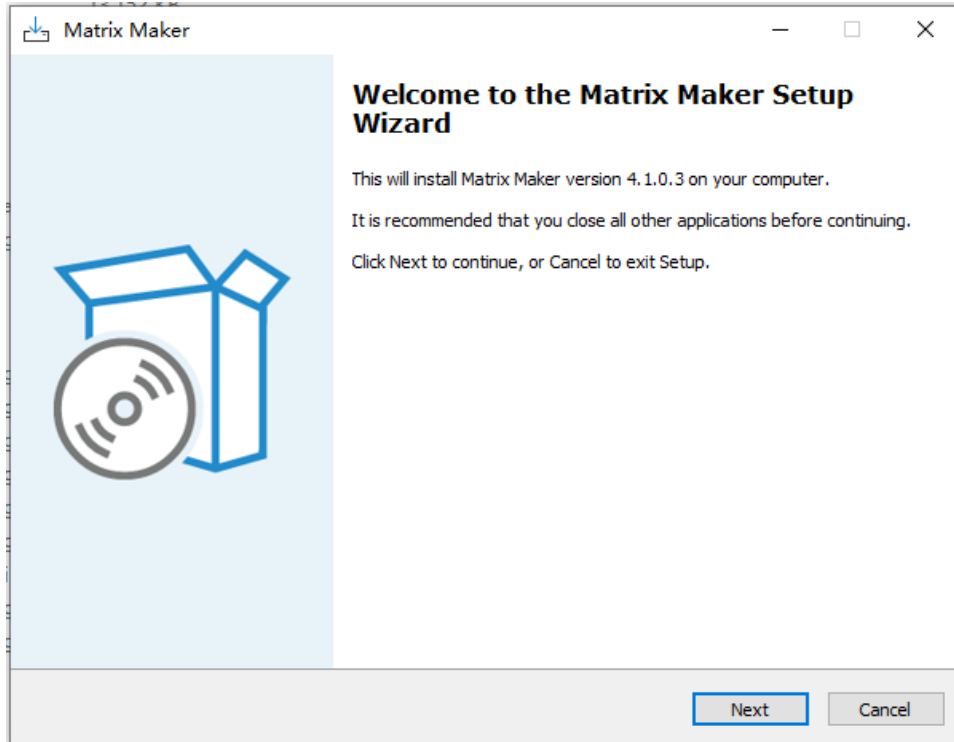 Matrix Maker
Welcome to the Matrix Maker Setup
Wizard
This will install Matrix Maker version 4.1.0.3 on your computer.
It is recommended that you close all other applications before continuing.
Click Next to continue, or Cancel to exit Setup.
Next
Cancel